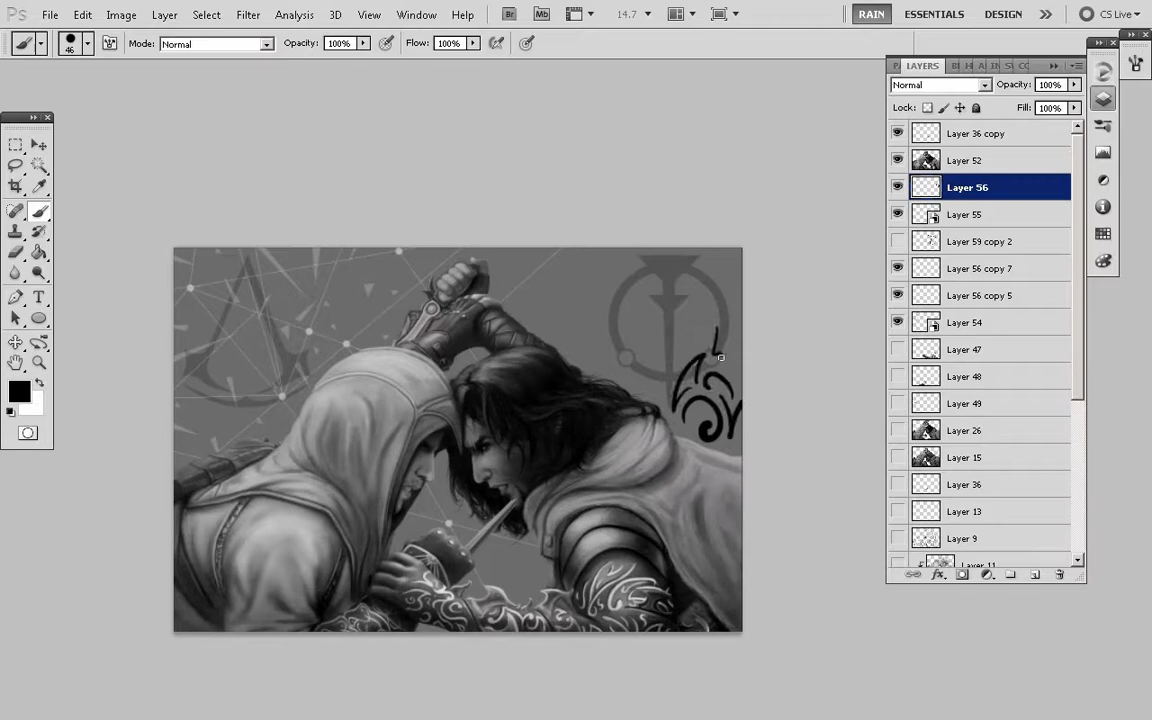 Ps File Edit Image Layer Select Filter Analysis 3D View Window Help Br Mb 14.7 RAIN ESSENTIALS DESIGN CS Live
46 Mode: Normal Opacity: 100% Flow: 100%
LAYERS
Normal Opacity: 100%
Lock: Fill: 100%
Layer 36 copy
Layer 52
Layer 56
Layer 55
Layer 59 copy 2
Layer 56 copy 7
Layer 56 copy 5
Layer 54
Layer 47
Layer 48
Layer 49
Layer 26
Layer 15
Layer 36
Layer 13
Layer 9
Layer 11